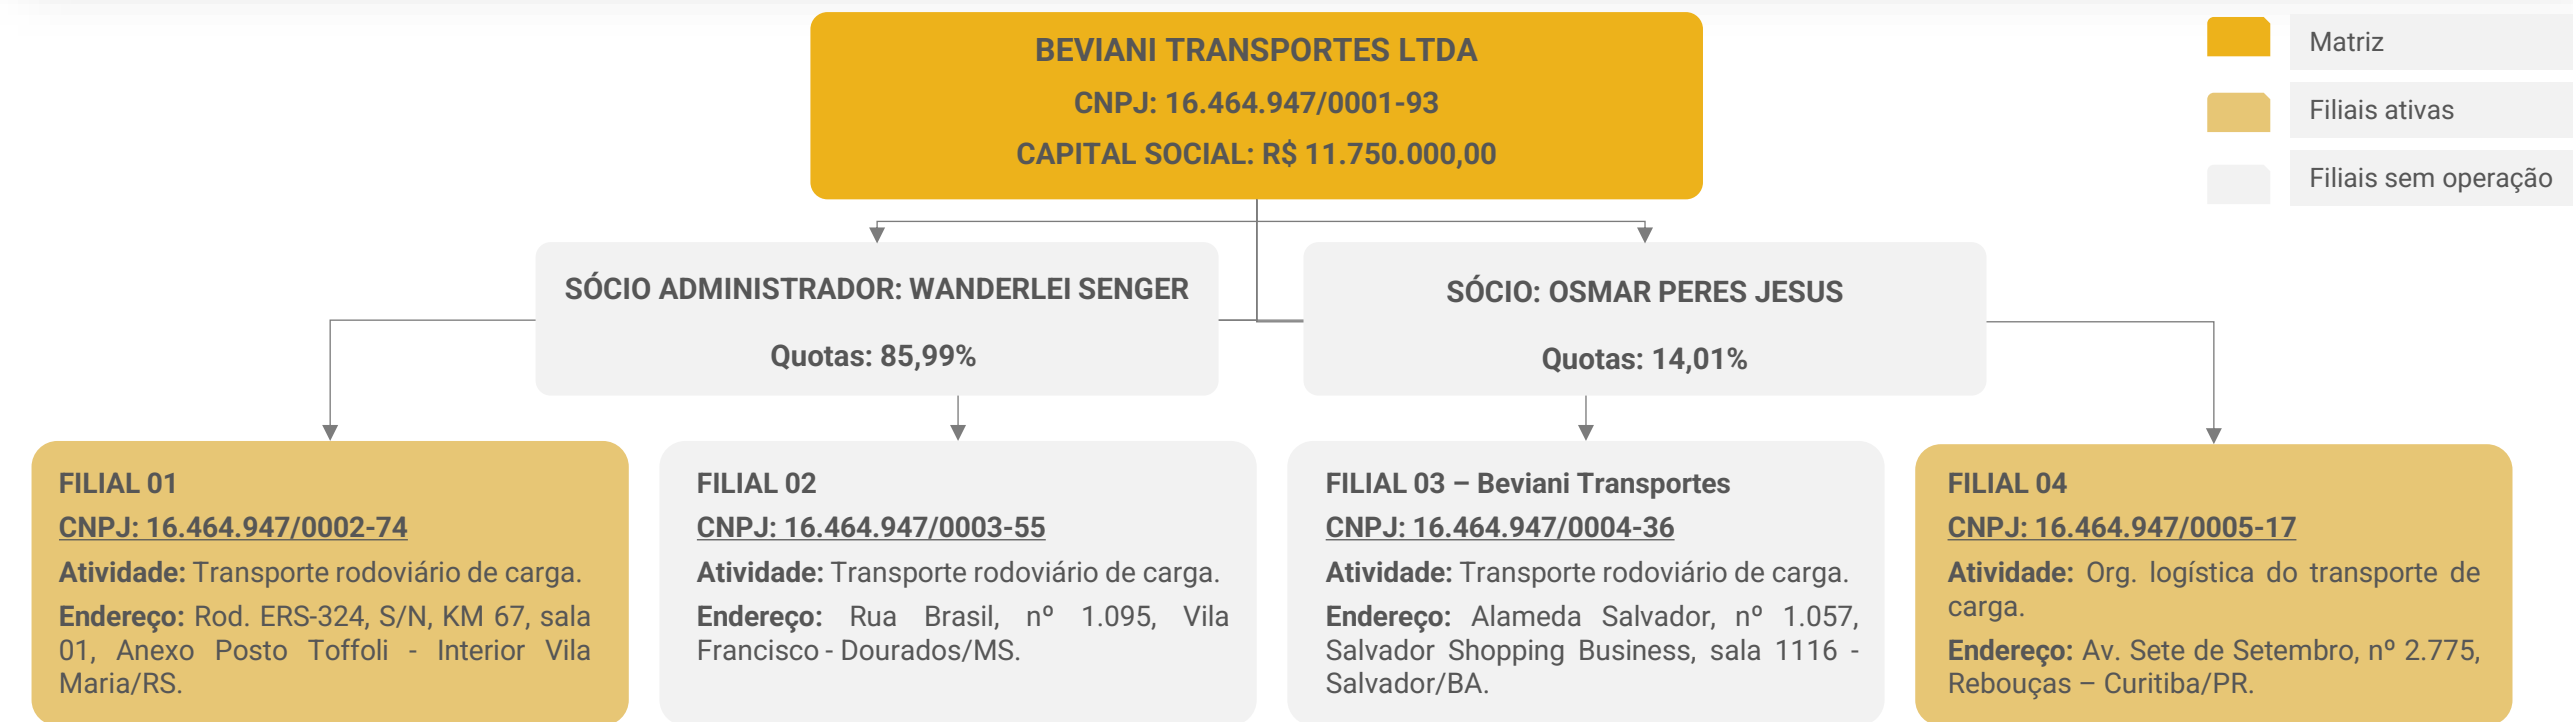 BEVIANI TRANSPORTES LTDA
CNPJ: 16.464.947/0001-93
CAPITAL SOCIAL: R$ 11.750.000,00
Matriz
Filiais ativas
Filiais sem operação
SÓCIO ADMINISTRADOR: WANDERLEI SENGER
Quotas: 85,99%
SÓCIO: OSMAR PERES JESUS
Quotas: 14,01%
FILIAL 01
CNPJ: 16.464.947/0002-74
Atividade: Transporte rodoviário de carga.
Endereço: Rod. ERS-324, S/N, KM 67, sala
01, Anexo Posto Toffoli - Interior Vila
Maria/RS.
FILIAL 02
CNPJ: 16.464.947/0003-55
Atividade: Transporte rodoviário de carga.
Endereço: Rua Brasil, nº 1.095, Vila
Francisco - Dourados/MS.
FILIAL 03 – Beviani Transportes
CNPJ: 16.464.947/0004-36
Atividade: Transporte rodoviário de carga.
Endereço: Alameda Salvador, nº 1.057,
Salvador Shopping Business, sala 1116 -
Salvador/BA.
FILIAL 04
CNPJ: 16.464.947/0005-17
Atividade: Org. logística do transporte de
carga.
Endereço: Av. Sete de Setembro, nº 2.775,
Rebouças – Curitiba/PR.